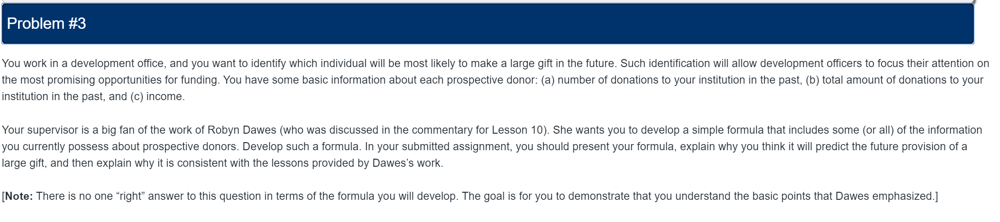 Problem #3
You work in a development office, and you want to identify which individual will be most likely to make a large gift in the future. Such identification will allow development officers to focus their attention on
the most promising opportunities for funding. You have some basic information about each prospective donor: (a) number of donations to your institution in the past, (b) total amount of donations to your
institution in the past, and (c) income.
Your supervisor is a big fan of the work of Robyn Dawes (who was discussed in the commentary for Lesson 10). She wants you to develop a simple formula that includes some (or all) of the information
you currently possess about prospective donors. Develop such a formula. In your submitted assignment, you should present your formula, explain why you think it will predict the future provision of a
large gift, and then explain why it is consistent with the lessons provided by Dawes’s work.
[Note: There is no one “right” answer to this question in terms of the formula you will develop. The goal is for you to demonstrate that you understand the basic points that Dawes emphasized.]